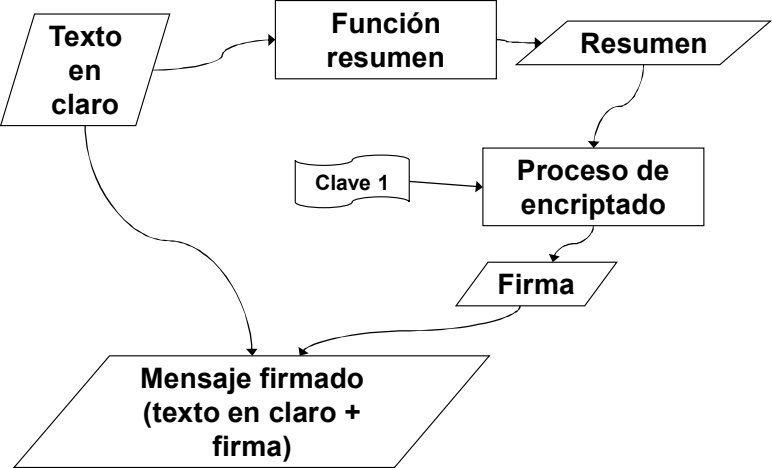 Texto
en
claro
Función
resumen
Resumen
Clave 1
Proceso de
encriptado
Firma
Mensaje firmado
(texto en claro +
firma)